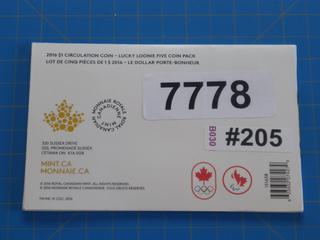 2016 $1 CIRCULATION COIN – LUCKY LOONIE FIVE COIN PACK
LOT DE CINQ PIÈCES DE 1 $ 2016 – LE DOLLAR PORTE-BONHEUR
MONNAIE ROYALE CANADIENNE
ROYAL CANADIAN MINT
7778
B030
#205
320 SUSSEX DRIVE
320, PROMENADE SUSSEX
OTTAWA ON K1A 0G8
MINT.CA
MONNAIE.CA
© 2016 ROYAL CANADIAN MINT. ALL RIGHTS RESERVED.
© 2016 MONNAIE ROYALE CANADIENNE. TOUS DROITS RÉSERVÉS.